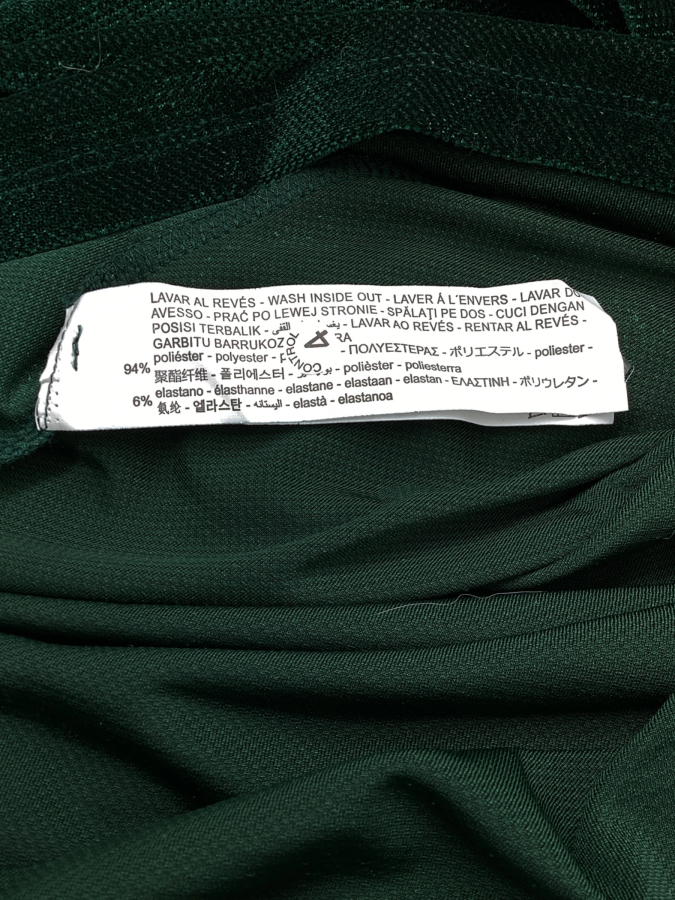 LAVAR AL REVÉS - WASH INSIDE OUT - LAVER Á L´ENVERS - LAVAR DO
AVESSO - PRAĆ PO LEWEJ STRONIE - SPĂLAŢI PE DOS - CUCI DENGAN
POSISI TERBALIK - LAVAR AO REVÉS - RENTAR AL REVÉS -
GARBITU BARRUKOZ
CONTROL
94% poliéster - polyester - ΠΟΛΥΕΣΤΕΡΑΣ - ポリエステル - poliester -
聚酯纤维 - 폴리에스터 - بوليستر - polièster - poliesterra
elastano - élasthanne - elastane - elastaan - elastan - ΕΛΑΣΤΙΝΗ - ポリウレタン -
6% 氨纶 - 엘라스탄 - اليستانه - elastà - elastanoa